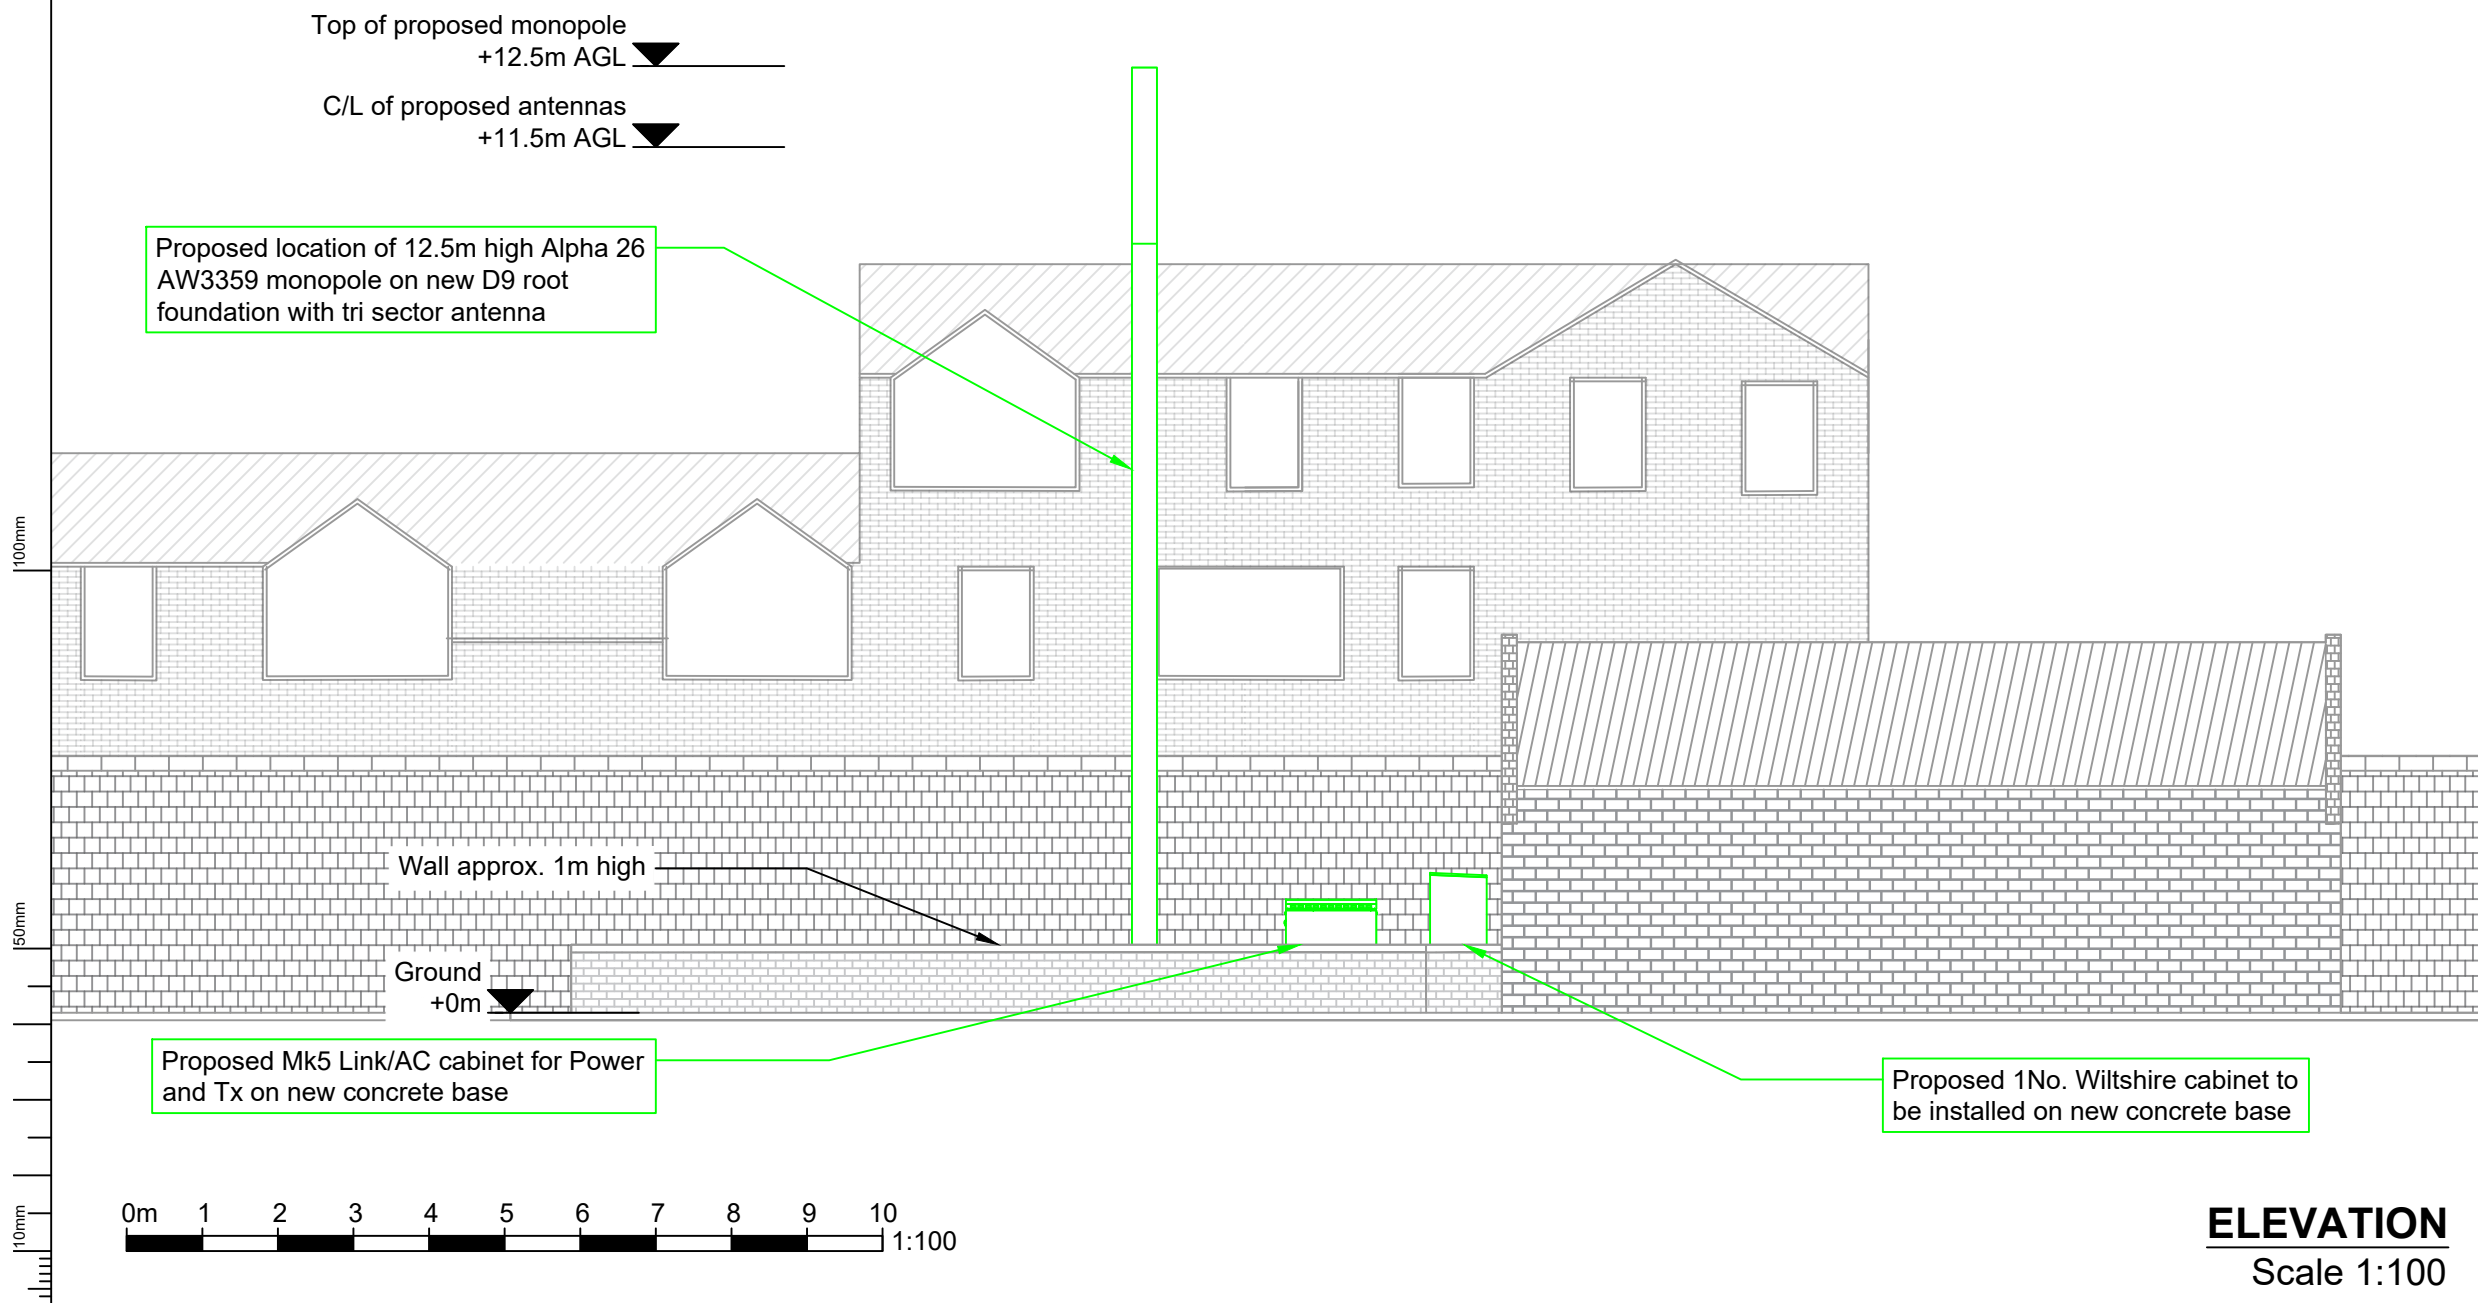 Top of proposed monopole
+12.5m AGL
C/L of proposed antennas
+11.5m AGL
Proposed location of 12.5m high Alpha 26
AW3359 monopole on new D9 root
foundation with tri sector antenna
100mm
Wall approx. 1m high
50mm
Ground
+0m
Proposed Mk5 Link/AC cabinet for Power
and Tx on new concrete base
Proposed 1No. Wiltshire cabinet to
be installed on new concrete base
10mm
0m 1 2 3 4 5 6 7 8 9 10
1:100
ELEVATION
Scale 1:100